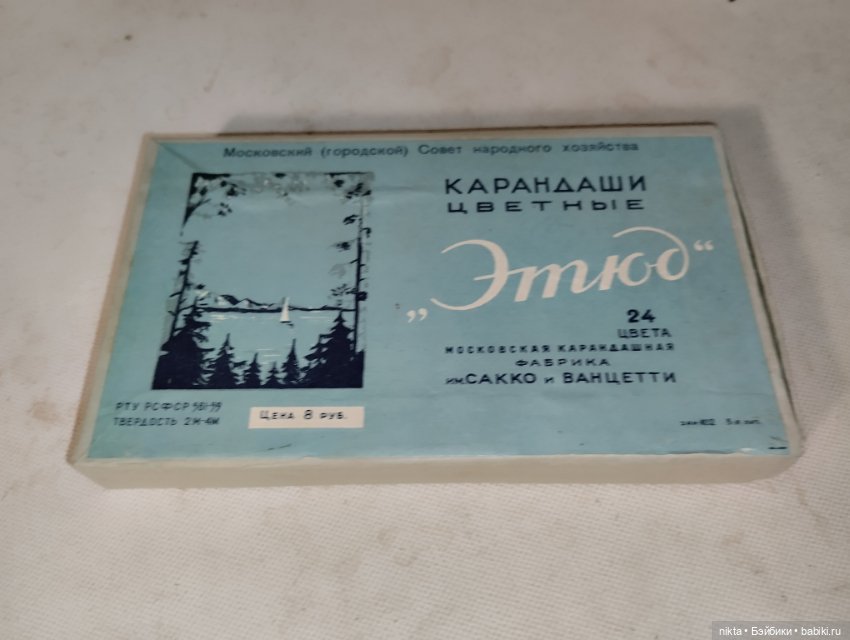 Московский (городской) Совет народного хозяйства
КАРАНДАШИ
ЦВЕТНЫЕ
„Этюд“
24
ЦВЕТА
МОСКОВСКАЯ КАРАНДАШНАЯ
ФАБРИКА
им. САККО и ВАНЦЕТТИ
РТУ РСФСР 561-59
ТВЕРДОСТЬ 2М-4М
ЦЕНА 8 РУБ.
nikta • Бэйбики • babiki.ru